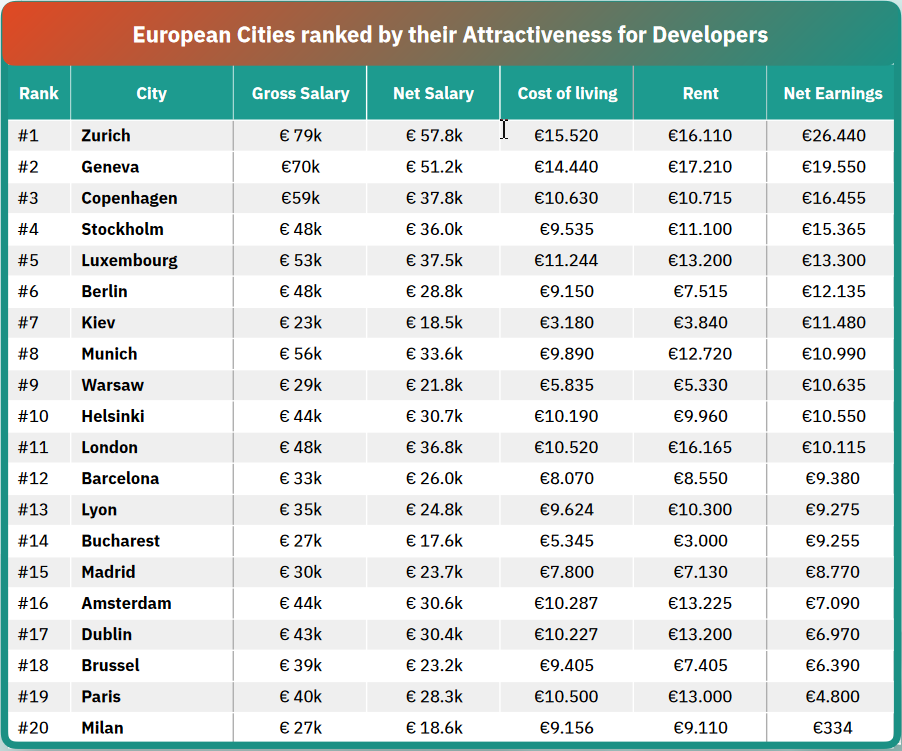 European Cities ranked by their Attractiveness for Developers
Rank City Gross Salary Net Salary Cost of living Rent Net Earnings
#1 Zurich € 79k € 57.8k €15.520 €16.110 €26.440
#2 Geneva €70k € 51.2k €14.440 €17.210 €19.550
#3 Copenhagen €59k € 37.8k €10.630 €10.715 €16.455
#4 Stockholm € 48k € 36.0k €9.535 €11.100 €15.365
#5 Luxembourg € 53k € 37.5k €11.244 €13.200 €13.300
#6 Berlin € 48k € 28.8k €9.150 €7.515 €12.135
#7 Kiev € 23k € 18.5k €3.180 €3.840 €11.480
#8 Munich € 56k € 33.6k €9.890 €12.720 €10.990
#9 Warsaw € 29k € 21.8k €5.835 €5.330 €10.635
#10 Helsinki € 44k € 30.7k €10.190 €9.960 €10.550
#11 London € 48k € 36.8k €10.520 €16.165 €10.115
#12 Barcelona € 33k € 26.0k €8.070 €8.550 €9.380
#13 Lyon € 35k € 24.8k €9.624 €10.300 €9.275
#14 Bucharest € 27k € 17.6k €5.345 €3.000 €9.255
#15 Madrid € 30k € 23.7k €7.800 €7.130 €8.770
#16 Amsterdam € 44k € 30.6k €10.287 €13.225 €7.090
#17 Dublin € 43k € 30.4k €10.227 €13.200 €6.970
#18 Brussel € 39k € 23.2k €9.405 €7.405 €6.390
#19 Paris € 40k € 28.3k €10.500 €13.000 €4.800
#20 Milan € 27k € 18.6k €9.156 €9.110 €334